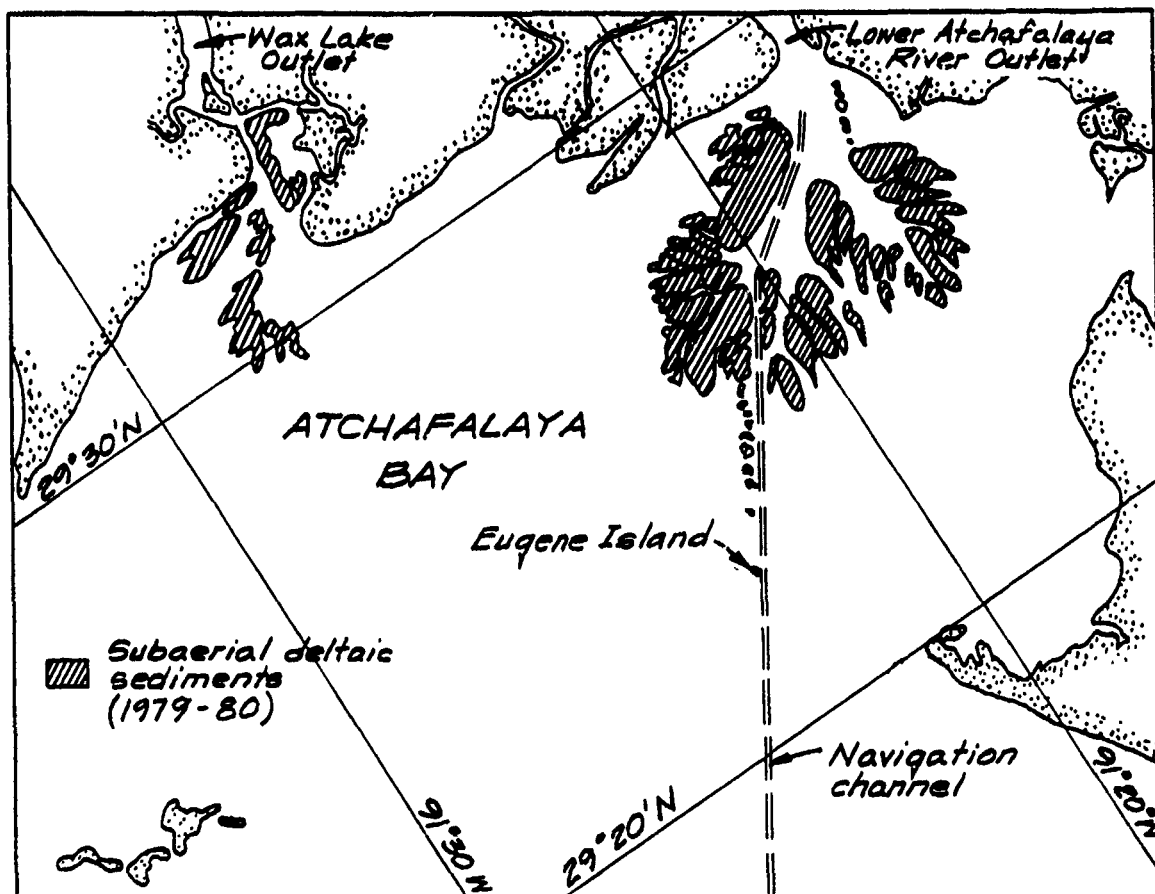 Wax Lake
Outlet
Lower Atchafalaya
River Outlet
29°30'N
ATCHAFALAYA
BAY
Eugene Island
Subaerial deltaic
sediments
(1979-80)
Navigation
channel
91°30 W
29°20'N
91°20°W